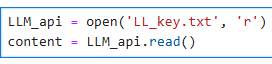 LLM_api = open('LL_key.txt', 'r')
content = LLM_api.read()